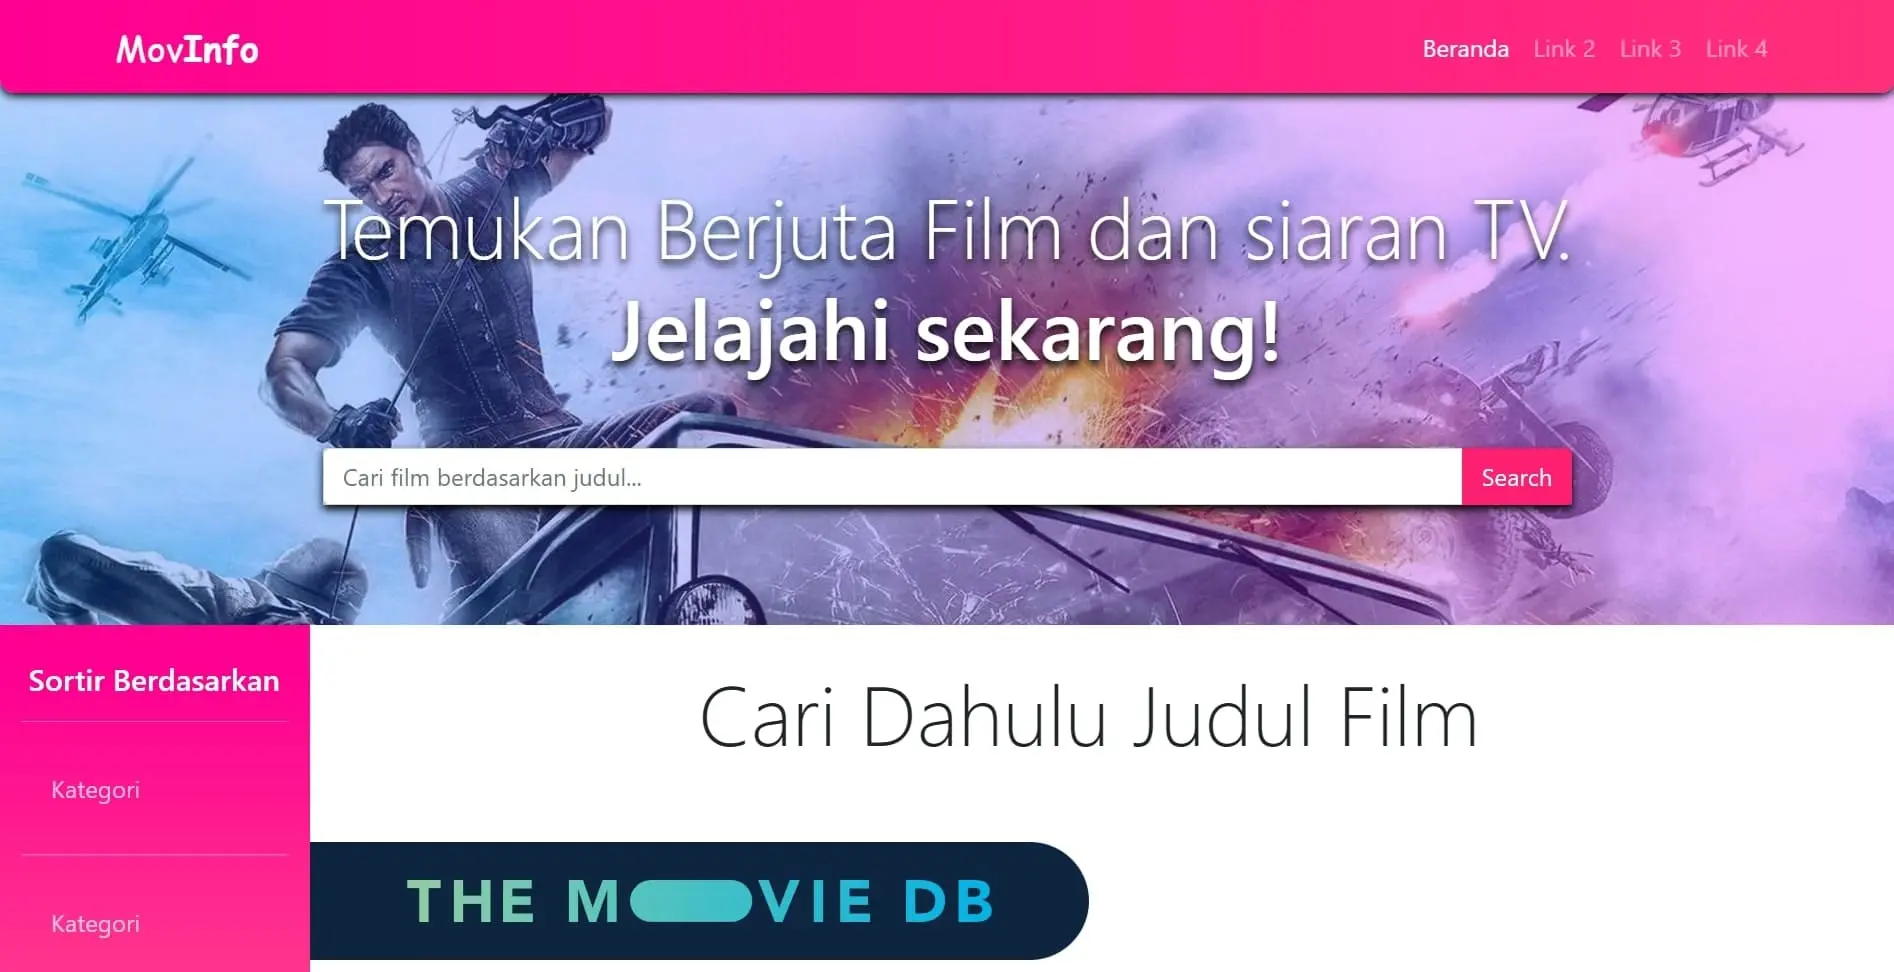 MovInfo
Beranda Link 2 Link 3 Link 4
Temukan Berjuta Film dan siaran TV.
Jelajahi sekarang!
Cari film berdasarkan judul...
Search
Sortir Berdasarkan
Kategori
Kategori
Cari Dahulu Judul Film
THE MOVIE DB